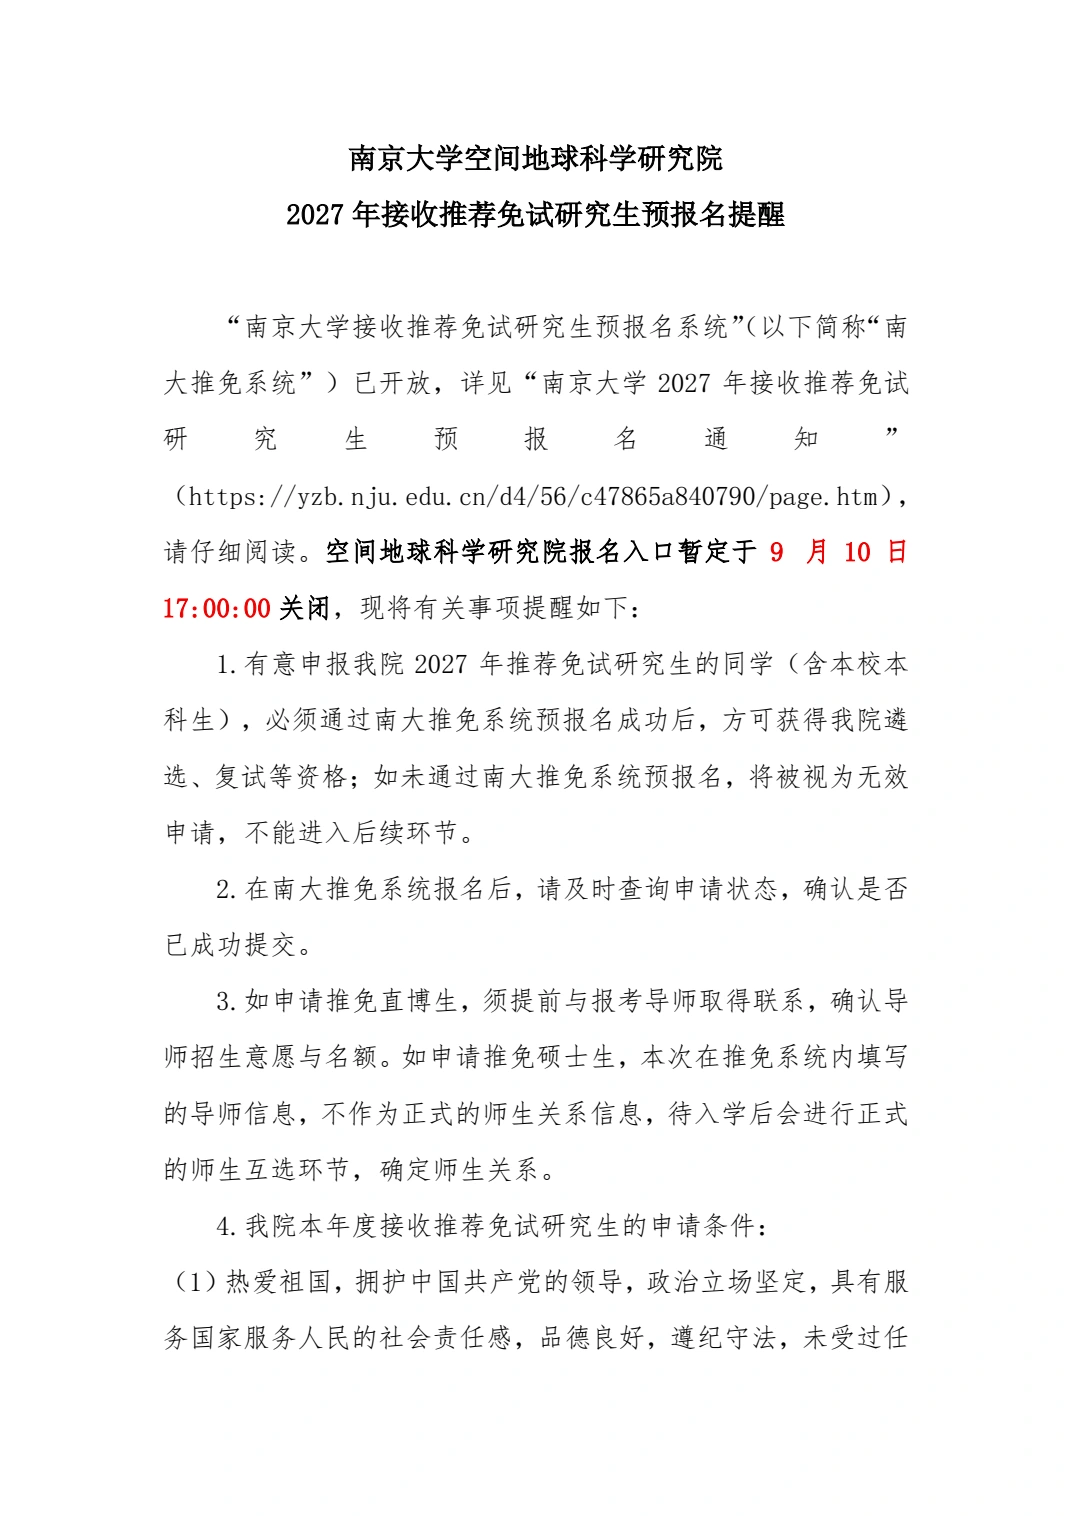 南京大学空间地球科学研究院
2027 年接收推荐免试研究生预报名提醒
“南京大学接收推荐免试研究生预报名系统”（以下简称“南
大推免系统”）已开放，详见“南京大学 2027 年接收推荐免试
研究生预报名通知”
（https://yzb.nju.edu.cn/d4/56/c47865a840790/page.htm），
请仔细阅读。空间地球科学研究院报名入口暂定于 9 月 10 日
17:00:00 关闭，现将有关事项提醒如下：
1.有意申报我院 2027 年推荐免试研究生的同学（含本校本
科生），必须通过南大推免系统预报名成功后，方可获得我院遴
选、复试等资格；如未通过南大推免系统预报名，将被视为无效
申请，不能进入后续环节。
2.在南大推免系统报名后，请及时查询申请状态，确认是否
已成功提交。
3.如申请推免直博生，须提前与报考导师取得联系，确认导
师招生意愿与名额。如申请推免硕士生，本次在推免系统内填写
的导师信息，不作为正式的师生关系信息，待入学后会进行正式
的师生互选环节，确定师生关系。
4.我院本年度接收推荐免试研究生的申请条件：
（1）热爱祖国，拥护中国共产党的领导，政治立场坚定，具有服
务国家服务人民的社会责任感，品德良好，遵纪守法，未受过任